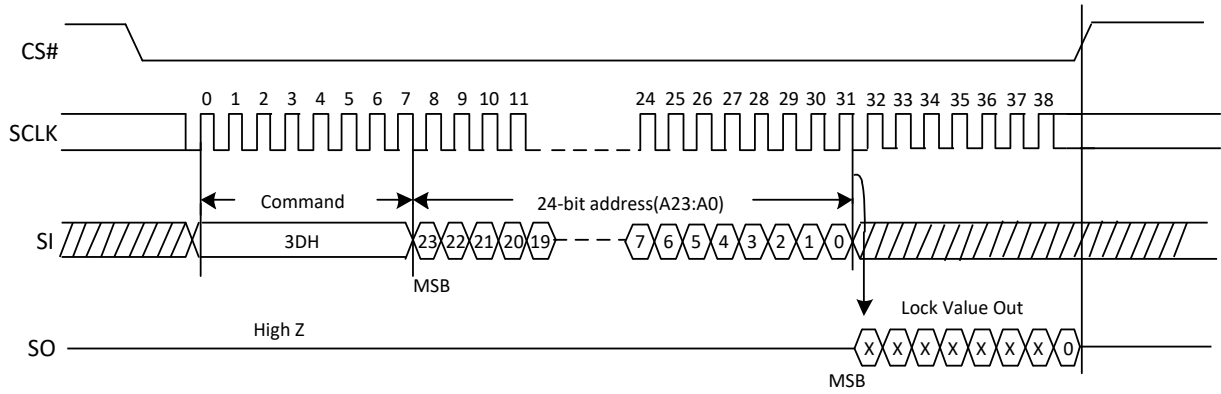 CS#
0 1 2 3 4 5 6 7 8 9 10 11 24 25 26 27 28 29 30 31 32 33 34 35 36 37 38
SCLK
Command 24-bit address(A23:A0)
SI 3DH 23 22 21 20 19 7 6 5 4 3 2 1 0
MSB
Lock Value Out
High Z
SO X X X X X X X 0
MSB